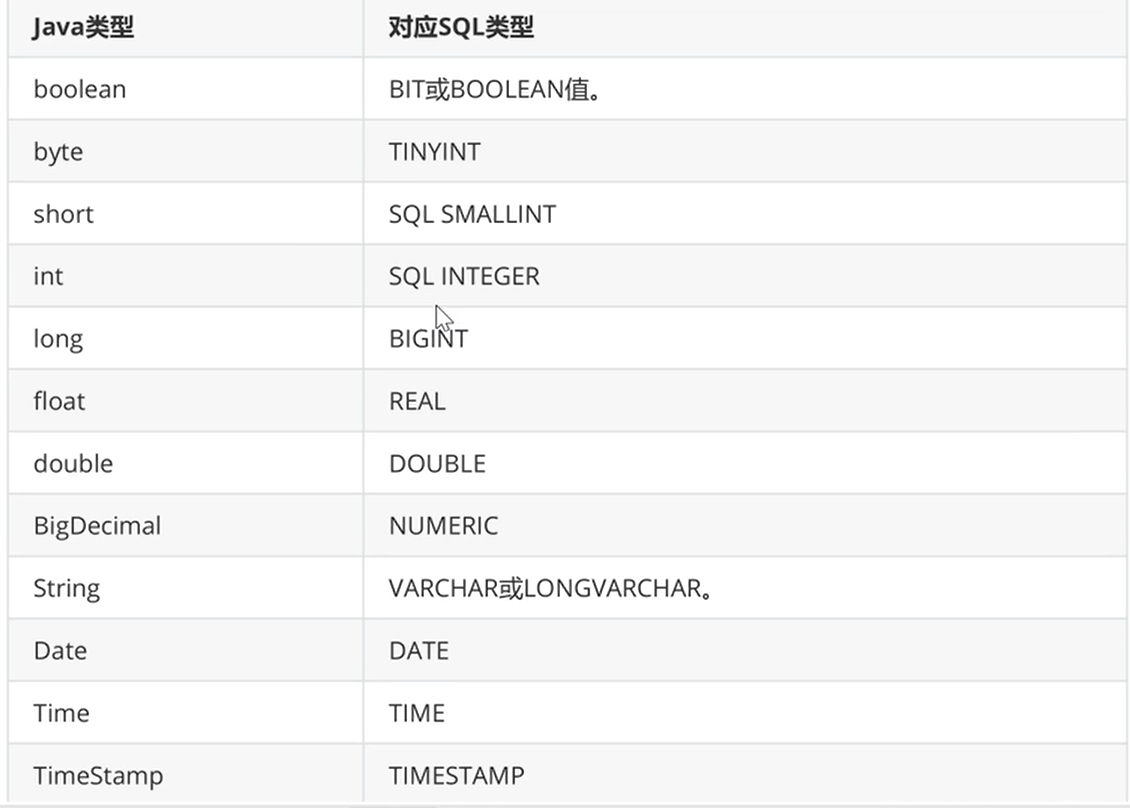 Java类型 对应SQL类型
boolean BIT或BOOLEAN值。
byte TINYINT
short SQL SMALLINT
int SQL INTEGER
long BIGINT
float REAL
double DOUBLE
BigDecimal NUMERIC
String VARCHAR或LONGVARCHAR。
Date DATE
Time TIME
TimeStamp TIMESTAMP